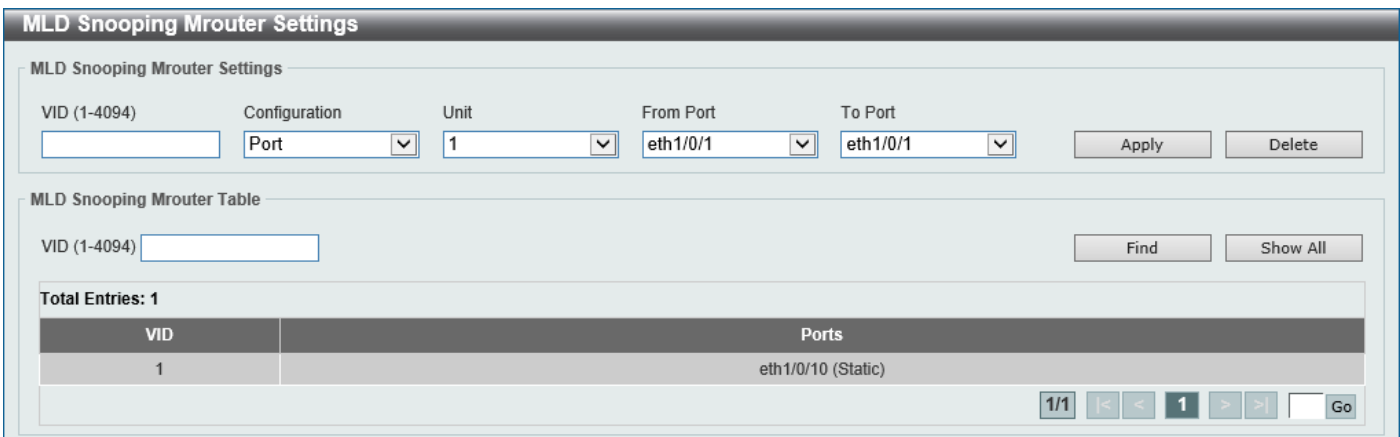 MLD Snooping Mrouter Settings
MLD Snooping Mrouter Settings
VID (1-4094) Configuration Unit From Port To Port
Port 1 eth1/0/1 eth1/0/1 Apply Delete
MLD Snooping Mrouter Table
VID (1-4094) Find Show All
Total Entries: 1
VID Ports
1 eth1/0/10 (Static)
1/1 |< < 1 > >| Go